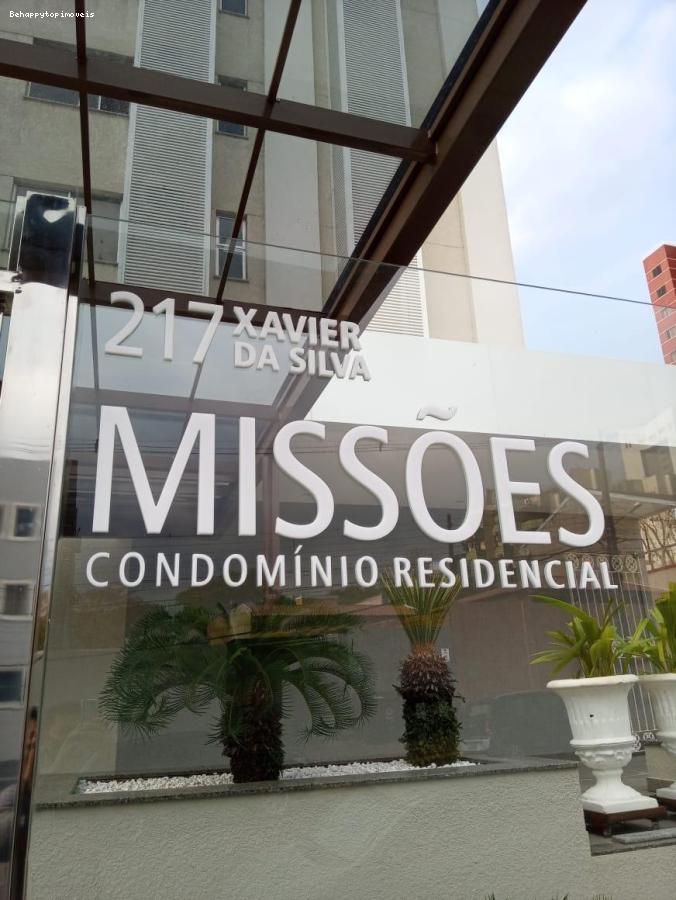 Behappytopimoveis
217 XAVIER
DA SILVA
MISSÕES
CONDOMÍNIO RESIDENCIAL